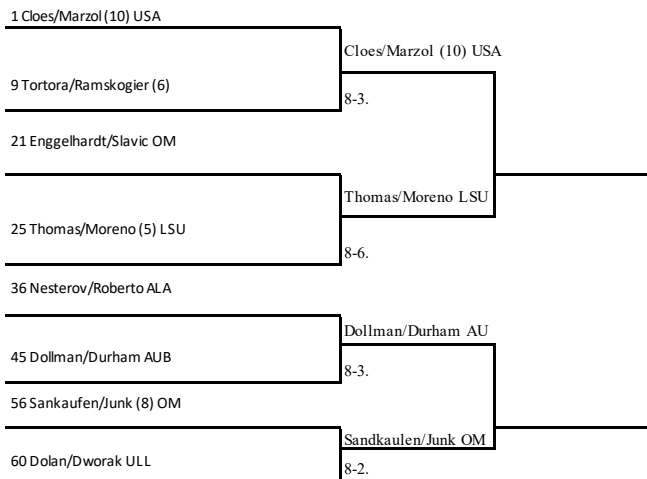 1 Cloes/Marzol (10) USA
Cloes/Marzol (10) USA
9 Tortora/Ramskogier (6)
8-3.
21 Enggelhardt/Slavic OM
Thomas/Moreno LSU
25 Thomas/Moreno (5) LSU
8-6.
36 Nesterov/Roberto ALA
Dollman/Durham AU
45 Dollman/Durham AUB
8-3.
56 Sankaufen/Junk (8) OM
Sandkaulen/Junk OM
60 Dolan/Dworak ULL
8-2.